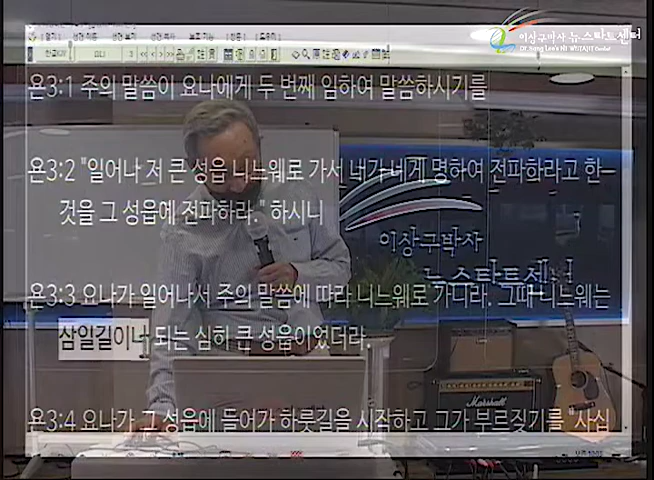 이상구박사 뉴스타트센터
욘3:1 주의 말씀이 요나에게 두 번째 임하여 말씀하시기를
욘3:2 "일어나 저 큰 성읍 니느웨로 가서 내가 네게 명하여 전파하라고 한
것을 그 성읍에 전파하라." 하시니
이상구박사
뉴스타트센터
욘3:3 요나가 일어나서 주의 말씀에 따라 니느웨로 가니라. 그때 니느웨는
삼일길이나 되는 심히 큰 성읍이었더라.
Marshall
욘3:4 요나가 그 성읍에 들어가 하룻길을 시작하고 그가 부르짖기를 "사십